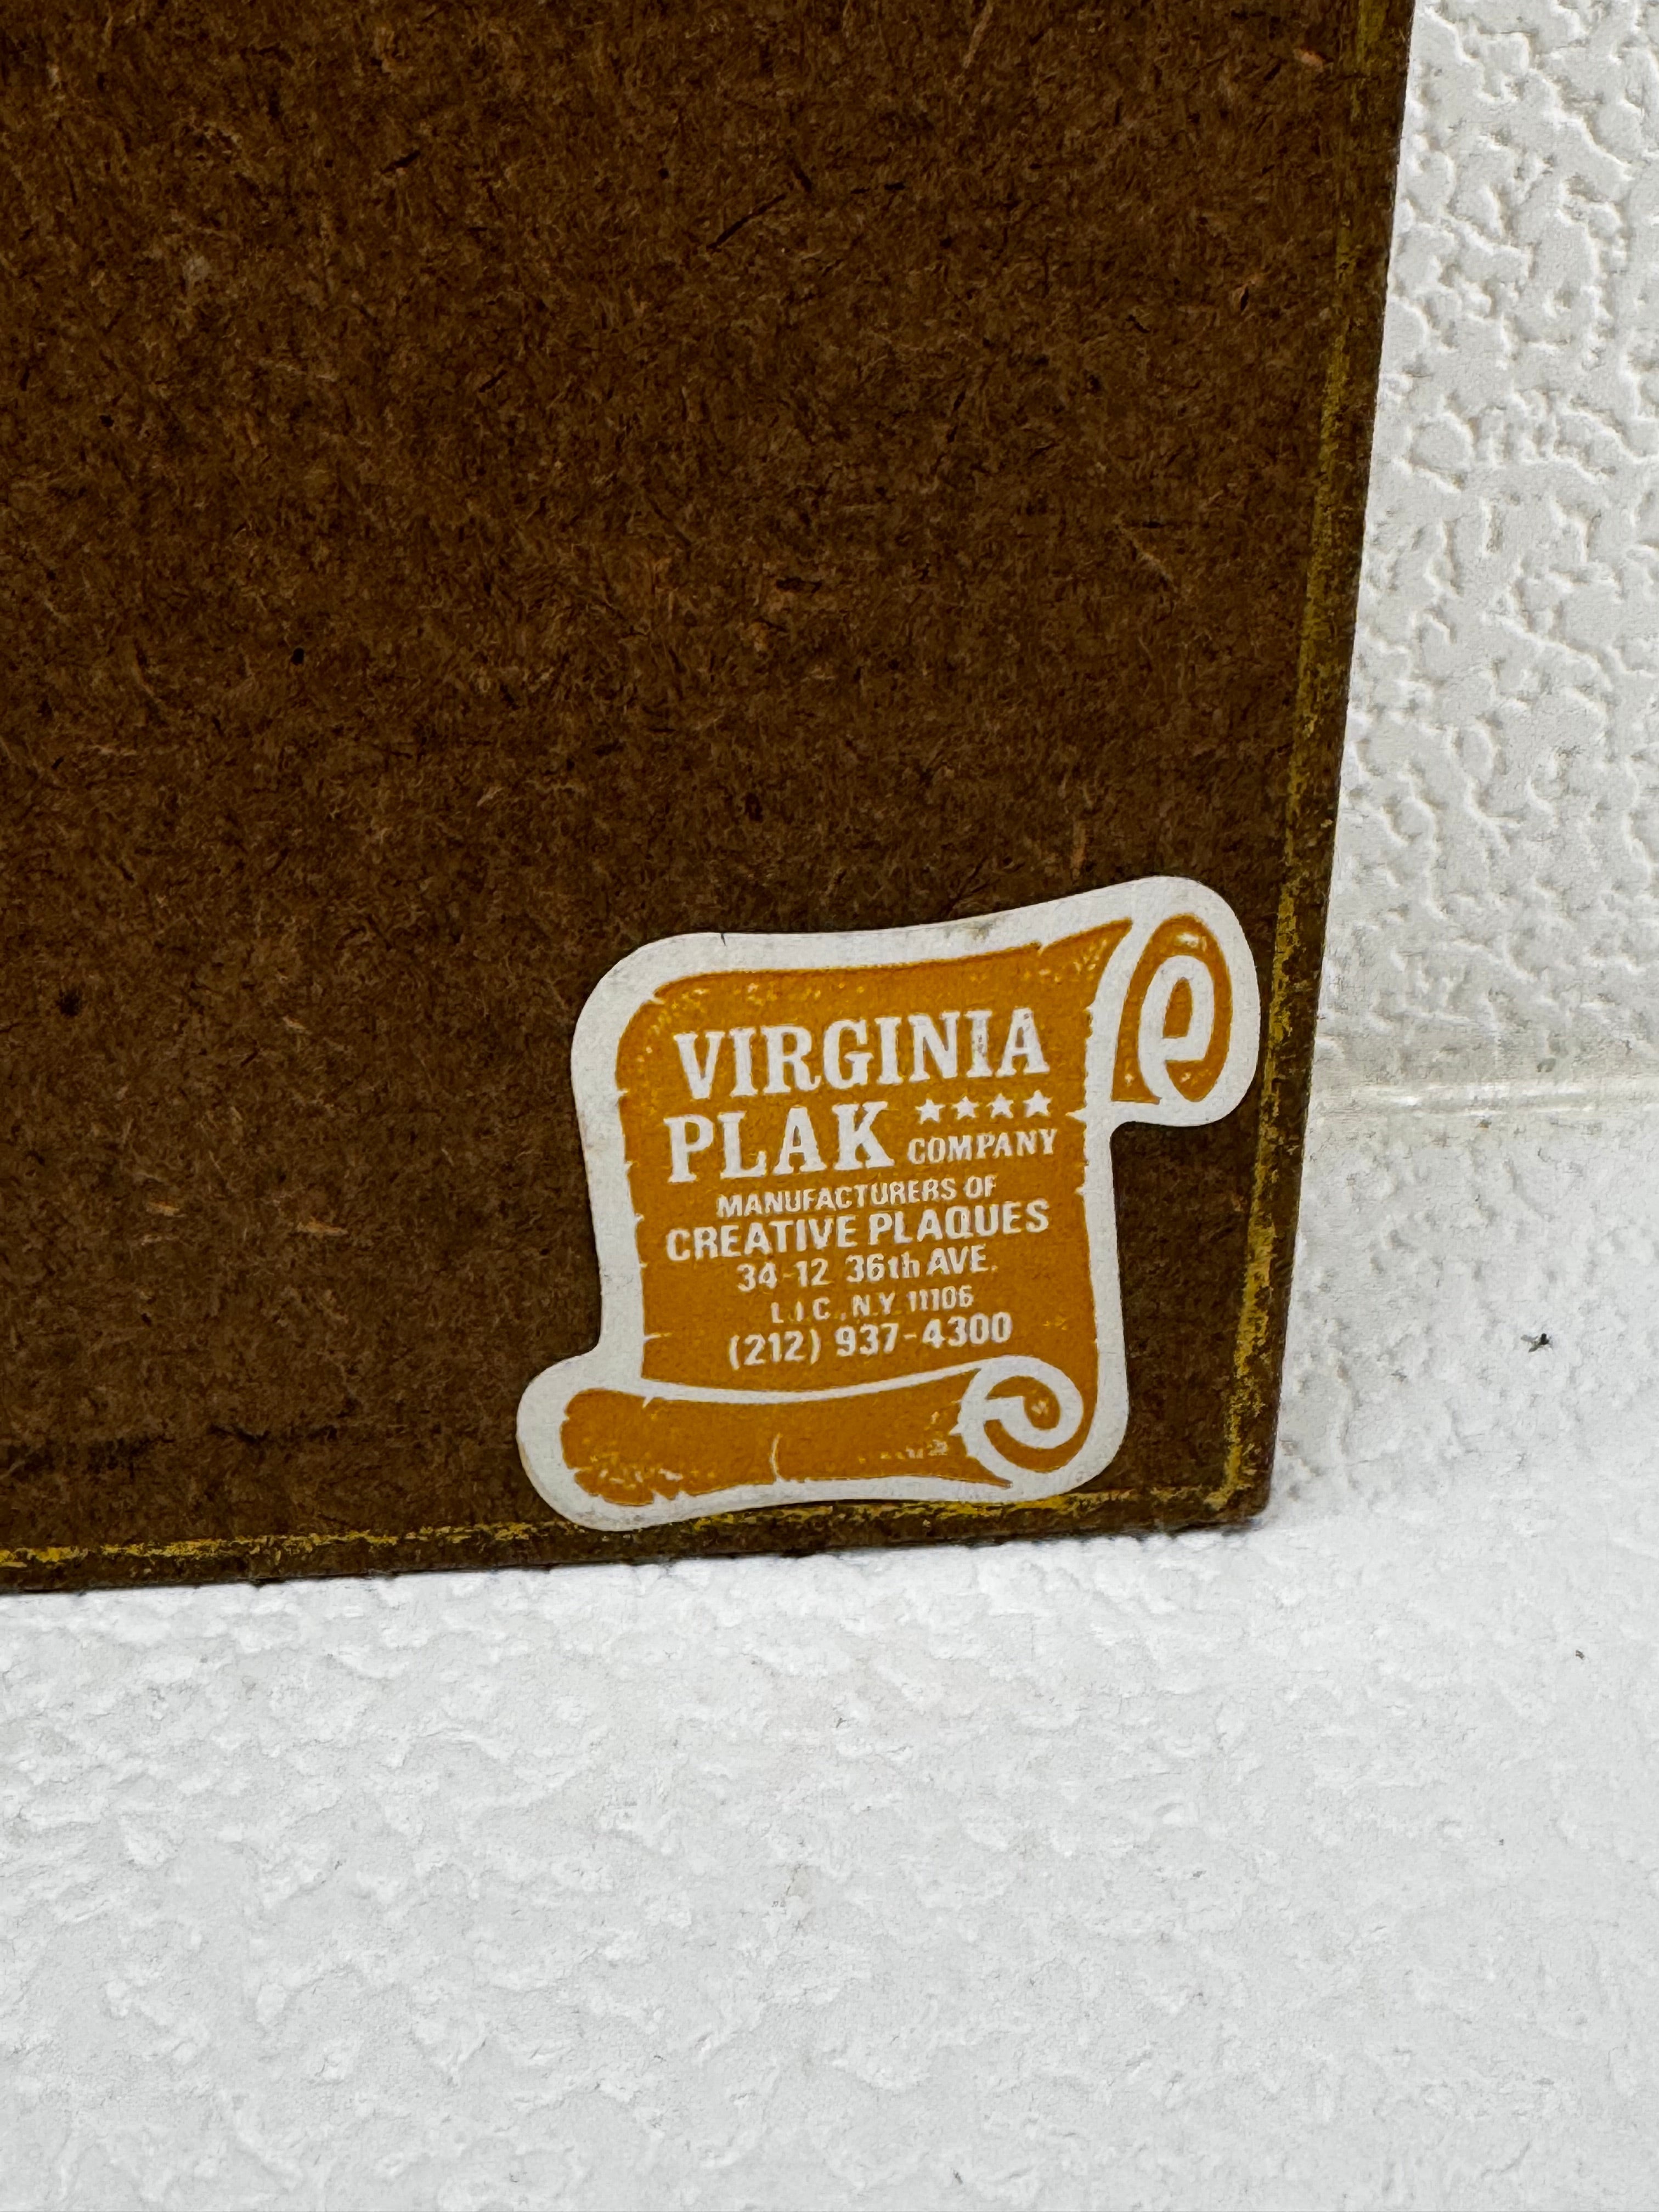 VIRGINIA
PLAK ★★★★
COMPANY
MANUFACTURERS OF
CREATIVE PLAQUES
34-12 36th AVE.
L.I.C., N.Y. 11106
(212) 937-4300